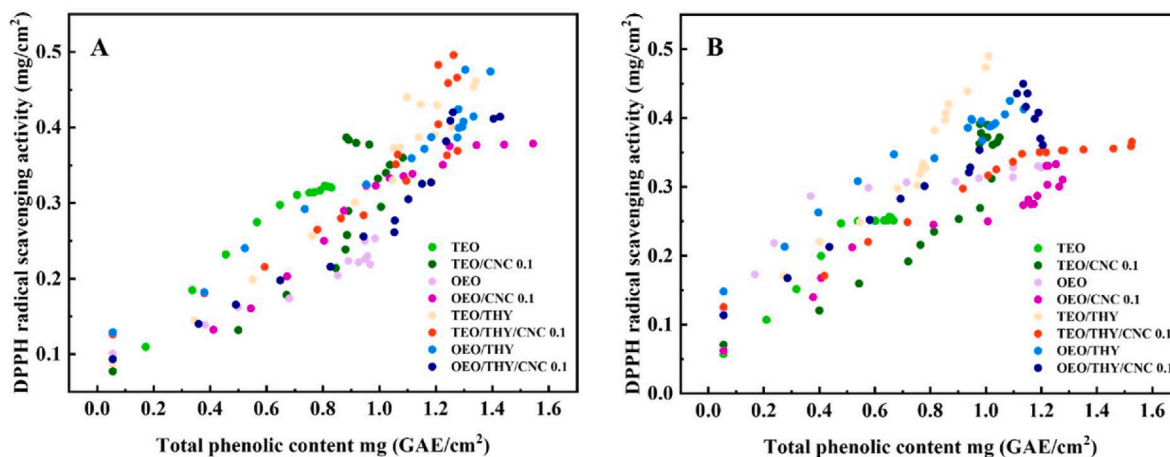 A
DPPH radical scavenging activity (mg/cm²)
0.5
0.4
0.3
0.2
0.1
TEO
TEO/CNC 0.1
OEO
OEO/CNC 0.1
TEO/THY
TEO/THY/CNC 0.1
OEO/THY
OEO/THY/CNC 0.1
0.0 0.2 0.4 0.6 0.8 1.0 1.2 1.4 1.6
Total phenolic content mg (GAE/cm²)
B
DPPH radical scavenging activity (mg/cm²)
0.5
0.4
0.3
0.2
0.1
0.0
TEO
TEO/CNC 0.1
OEO
OEO/CNC 0.1
TEO/THY
TEO/THY/CNC 0.1
OEO/THY
OEO/THY/CNC 0.1
0.0 0.2 0.4 0.6 0.8 1.0 1.2 1.4 1.6
Total phenolic content mg (GAE/cm²)